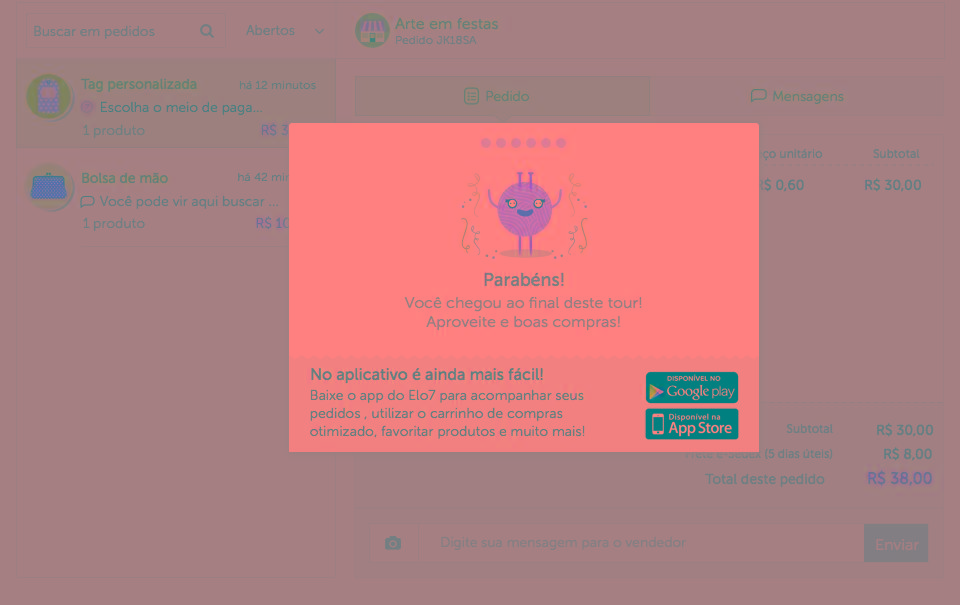 Buscar em pedidos
Abertos
Arte em festas
Pedido JK18SA
Tag personalizada
há 12 minutos
Escolha o meio de paga...
1 produto
R$ 3
Pedido
Mensagens
Bolsa de mão
há 42 min
Você pode vir aqui buscar ...
1 produto
R$ 10
ço unitário
Subtotal
R$ 0,60
R$ 30,00
Parabéns!
Você chegou ao final deste tour!
Aproveite e boas compras!
No aplicativo é ainda mais fácil!
Baixe o app do Elo7 para acompanhar seus
pedidos , utilizar o carrinho de compras
otimizado, favoritar produtos e muito mais!
DISPONÍVEL NO
Google play
Disponível na
App Store
Subtotal
R$ 30,00
(5 dias úteis)
R$ 8,00
Total deste pedido
R$ 38,00
Digite sua mensagem para o vendedor
Enviar